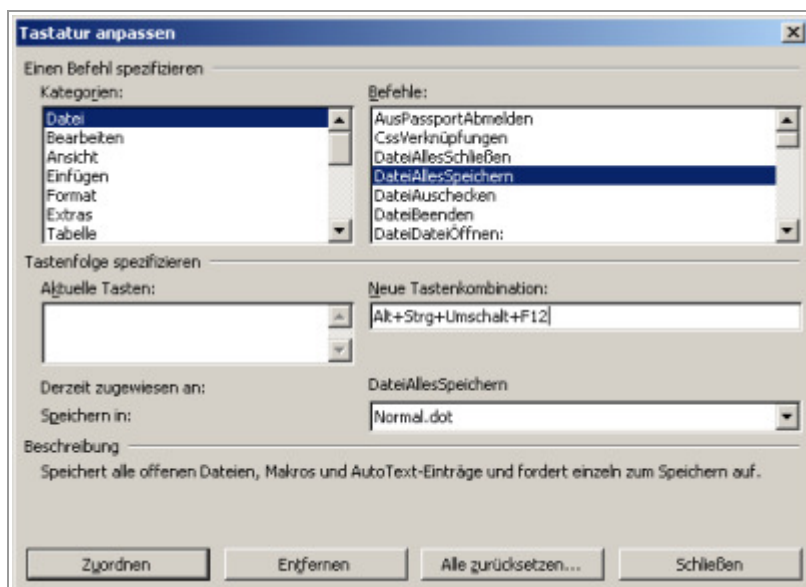 Tastatur anpassen
Einen Befehl spezifizieren
Kategorien:
Befehle:
Datei
Bearbeiten
Ansicht
Einfügen
Format
Extras
Tabelle
AusPassportAbmelden
CssVerknüpfungen
DateiAllesSchließen
DateiAllesSpeichern
DateiAuschecken
DateiBeenden
DateiDateiÖffnen:
Tastenfolge spezifizieren
Aktuelle Tasten:
Neue Tastenkombination:
Alt+Strg+Umschalt+F12
Derzeit zugewiesen an:
DateiAllesSpeichern
Speichern in:
Normal.dot
Beschreibung
Speichert alle offenen Dateien, Makros und AutoText-Einträge und fordert einzeln zum Speichern auf.
Zuordnen
Entfernen
Alle zurücksetzen...
Schließen